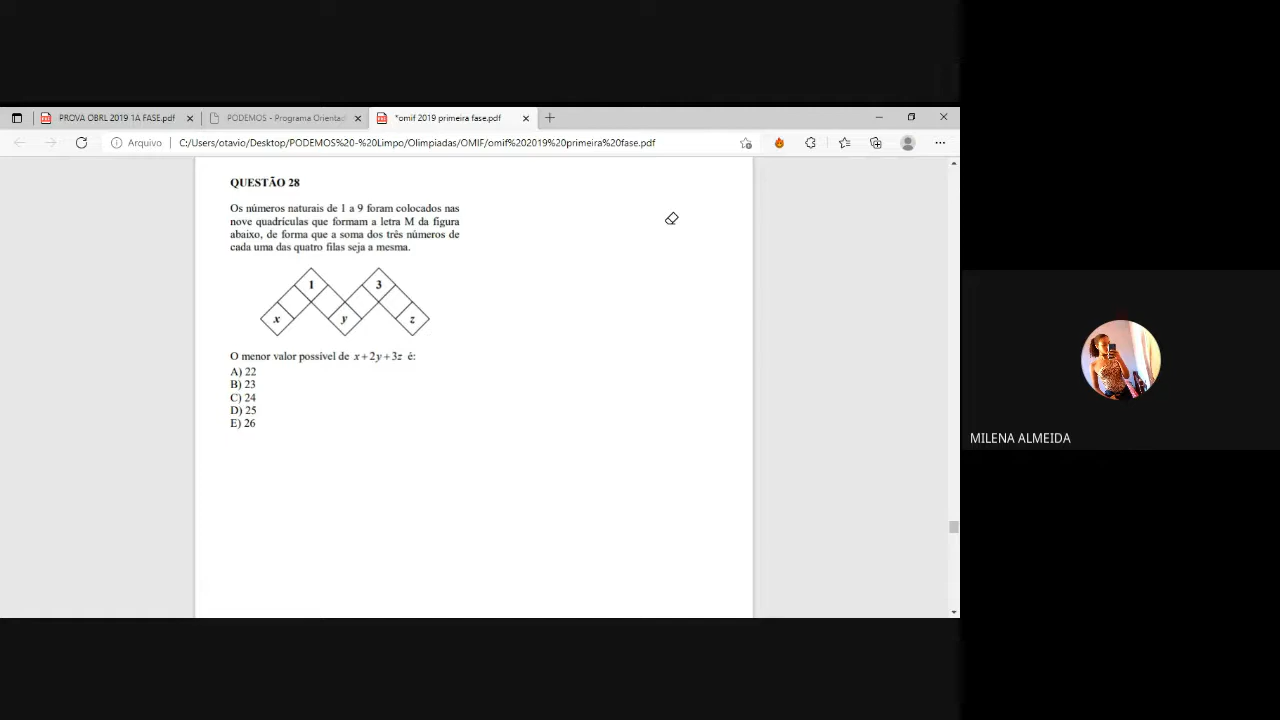 PROVA OBRL 2019 1A FASE.pdf
PODEMOS - Programa Orientad
*omif 2019 primeira fase.pdf
Arquivo
C:/Users/otavio/Desktop/PODEMOS%20-%20Limpo/Olimpiadas/OMIF/omif%202019%20primeira%20fase.pdf
QUESTÃO 28
Os números naturais de 1 a 9 foram colocados nas
nove quadrículas que formam a letra M da figura
abaixo, de forma que a soma dos três números de
cada uma das quatro filas seja a mesma.
1 3
x y z
O menor valor possível de x+2y+3z é:
A) 22
B) 23
C) 24
D) 25
E) 26
MILENA ALMEIDA